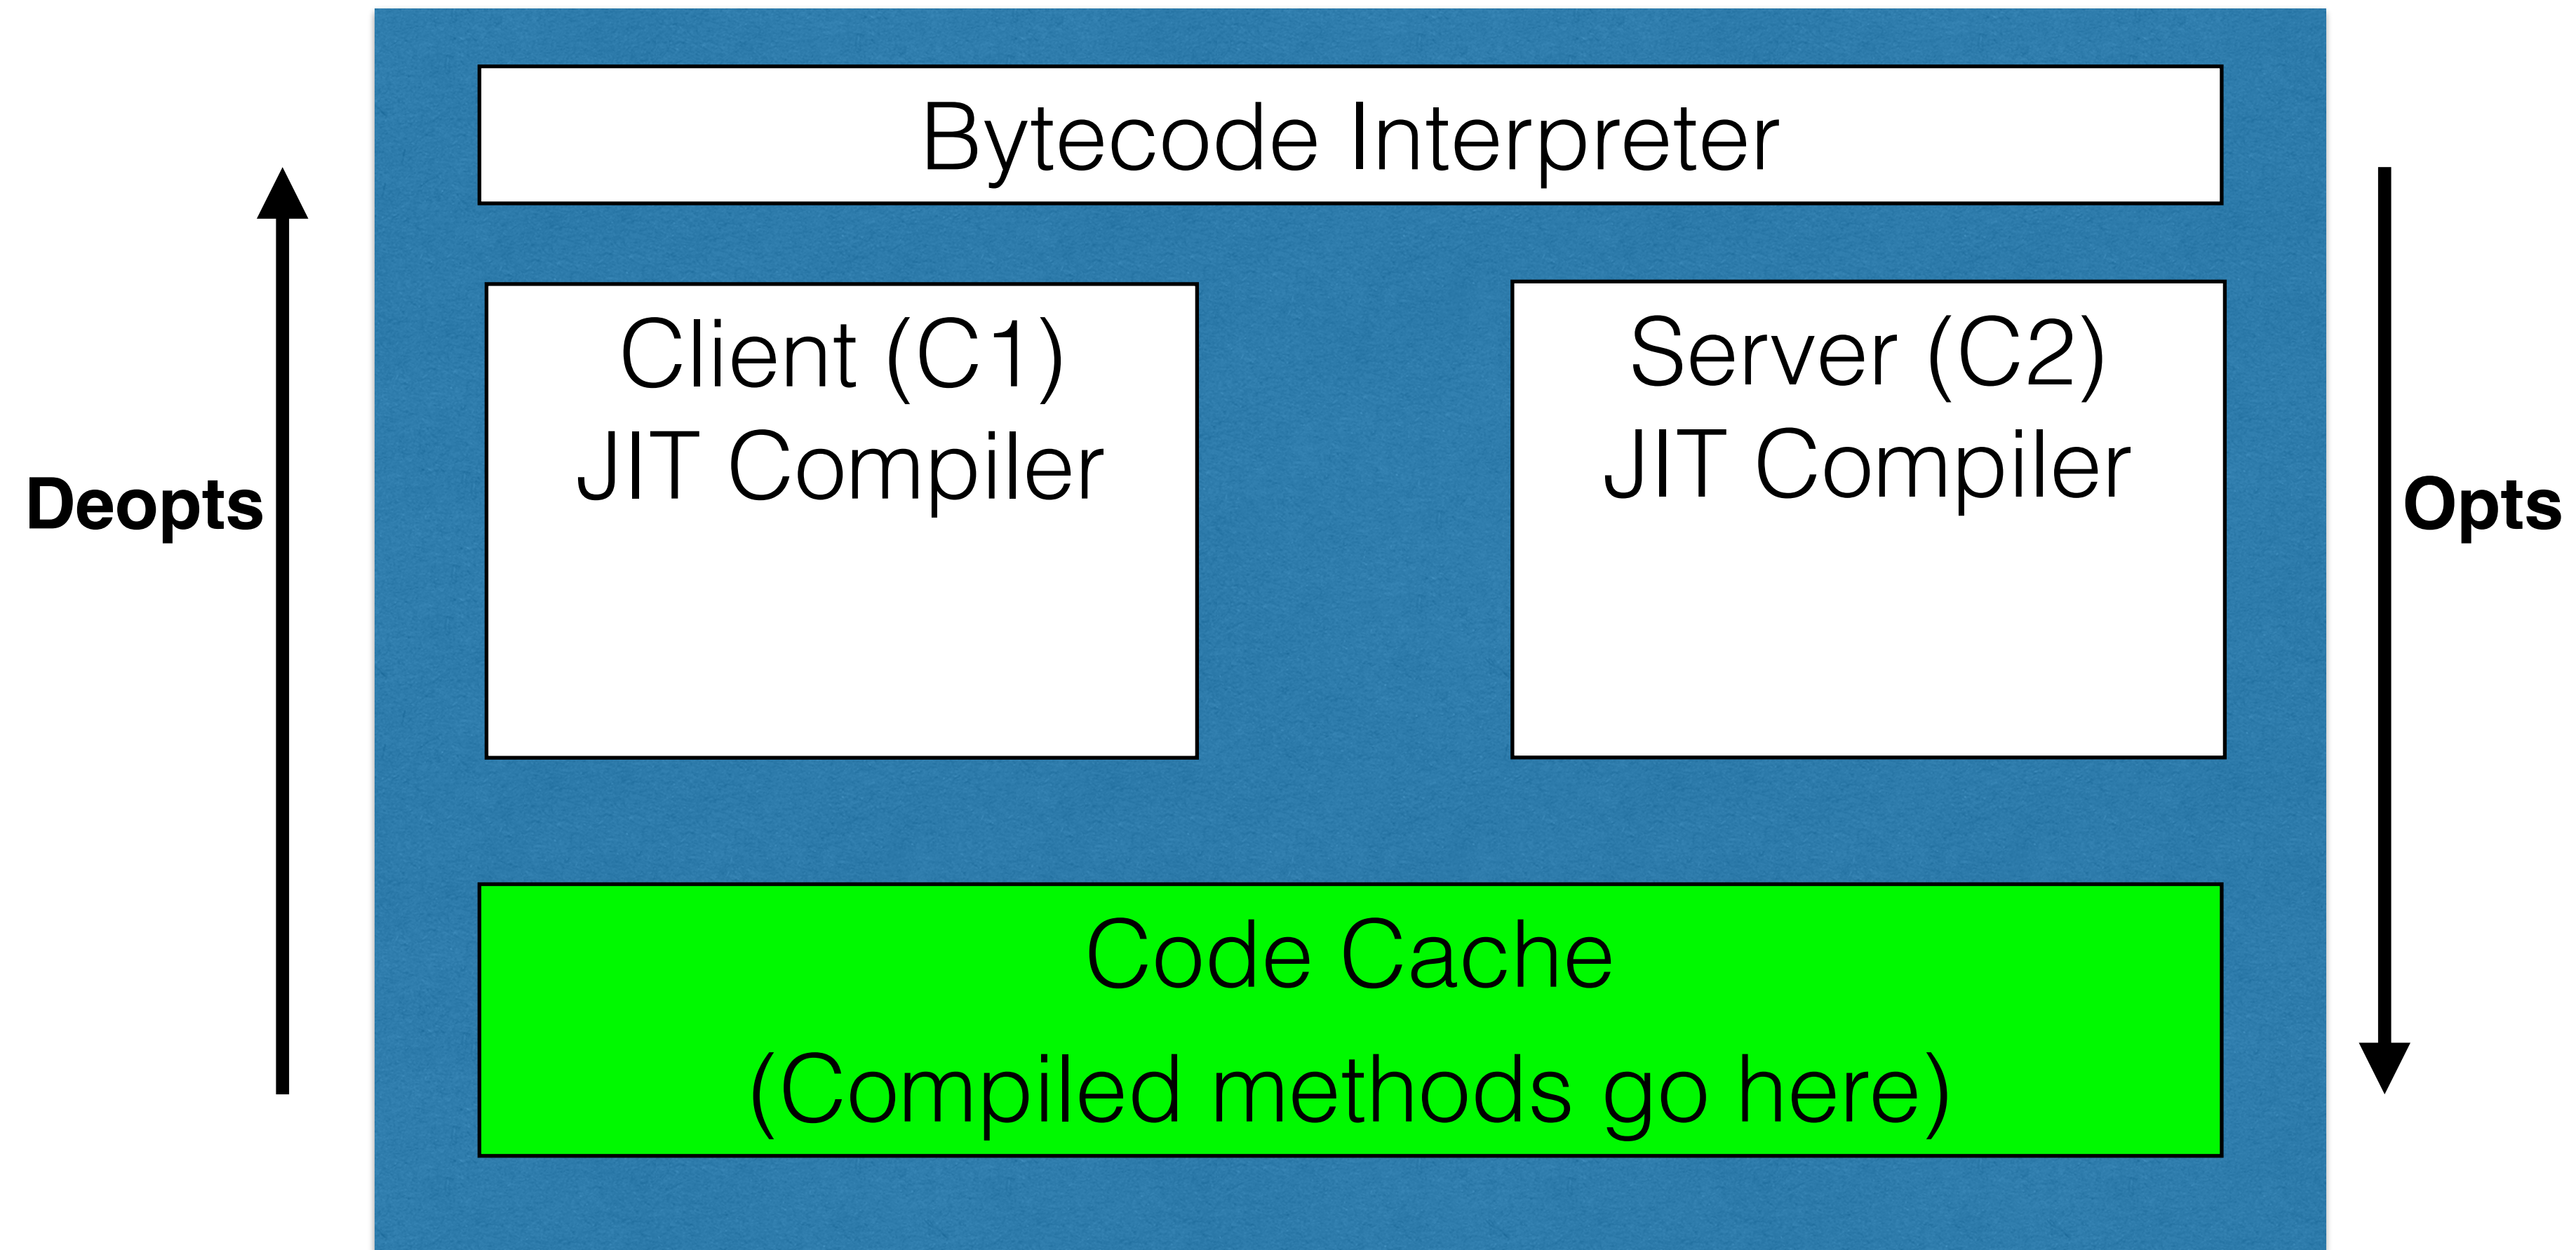 Bytecode Interpreter
Client (C1)
JIT Compiler
Server (C2)
JIT Compiler
Deopts
Opts
Code Cache
(Compiled methods go here)